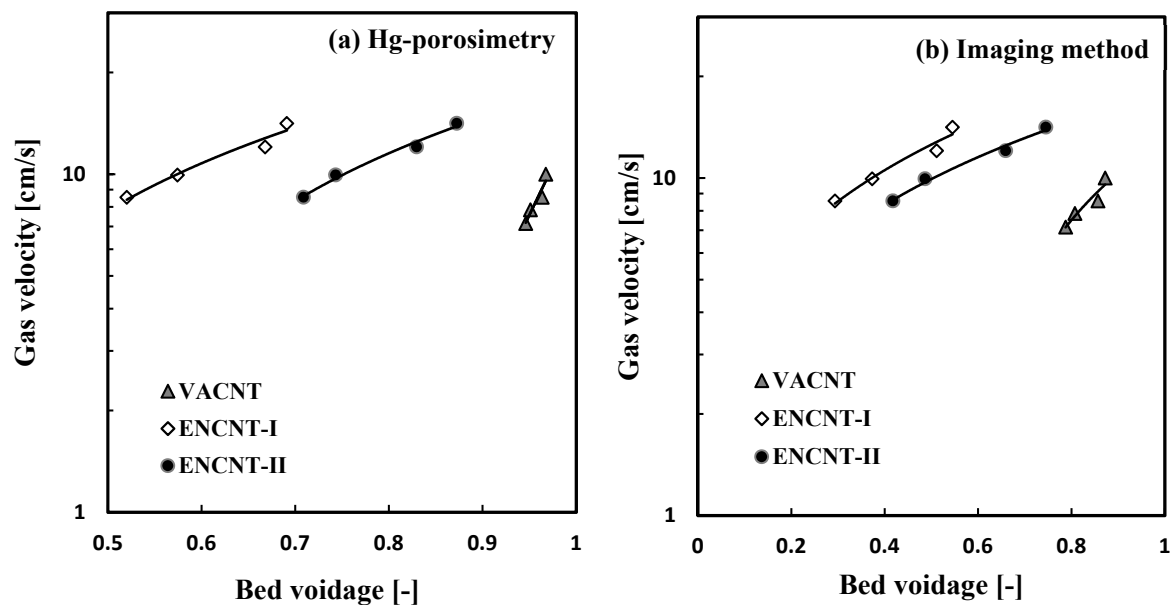 (a) Hg-porosimetry
Gas velocity [cm/s]
10
1
VACNT
ENCNT-I
ENCNT-II
0.5 0.6 0.7 0.8 0.9 1
Bed voidage [-]
(b) Imaging method
Gas velocity [cm/s]
10
1
VACNT
ENCNT-I
ENCNT-II
0 0.2 0.4 0.6 0.8 1
Bed voidage [-]